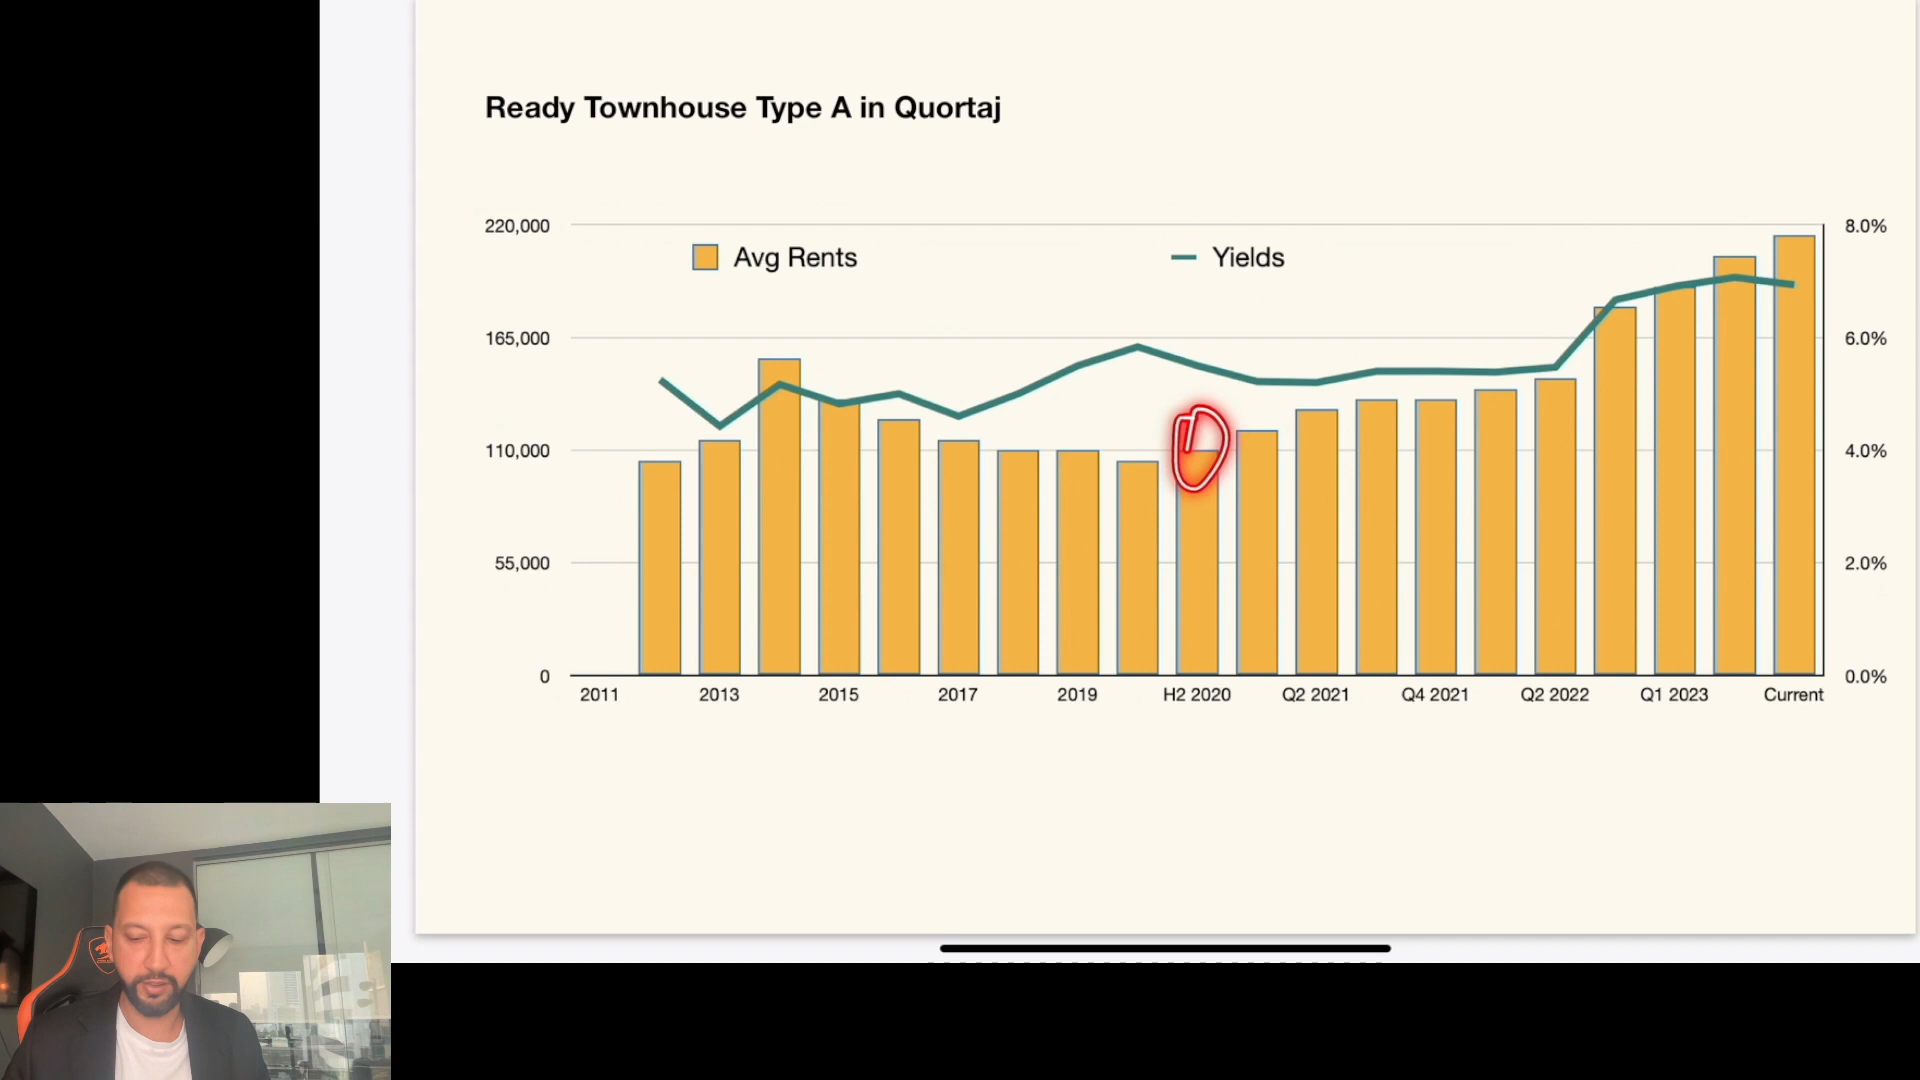 Ready Townhouse Type A in Quortaj
220,000
8.0%
Avg Rents
Yields
165,000
6.0%
110,000
4.0%
55,000
2.0%
0
0.0%
2011 2013 2015 2017 2019 H2 2020 Q2 2021 Q4 2021 Q2 2022 Q1 2023 Current